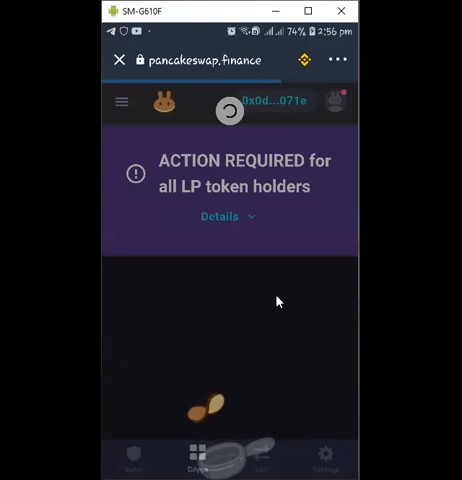 SM-G610F
74% 2:56 pm
pancakeswap.finance
0x0d...071e
ACTION REQUIRED for
all LP token holders
Details
DApps
Settings